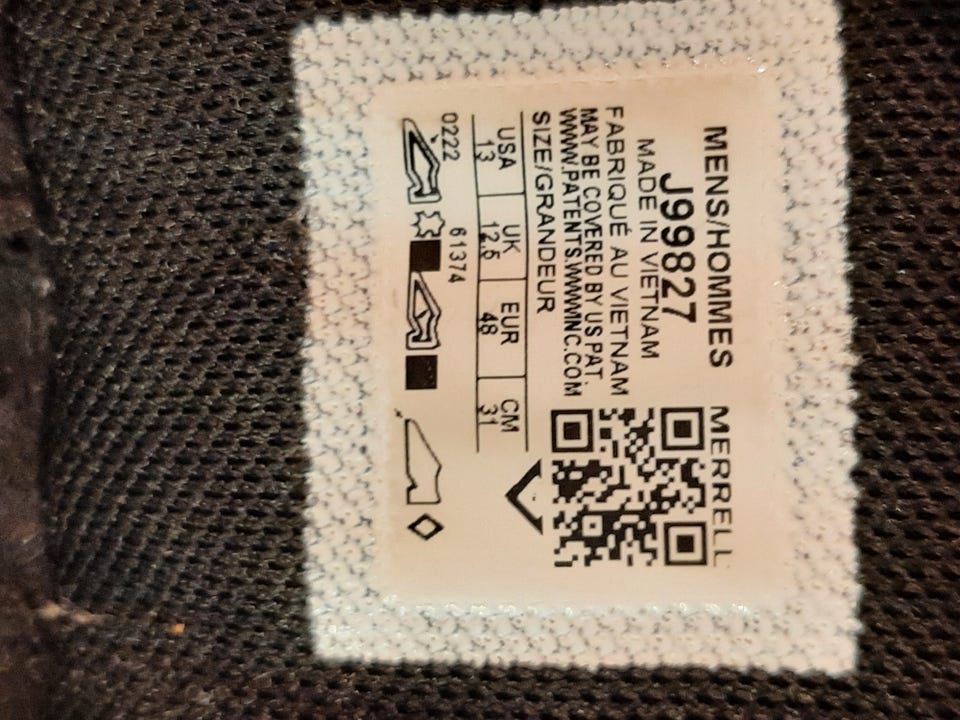 MENS/HOMMES
J99827
MADE IN VIETNAM
FABRIQUÉ AU VIETNAM
MAY BE COVERED BY US PAT.
WWW.PATENTS.WWWINC.COM
SIZE/GRANDEUR
USA UK EUR CM
13 12.5 48 31
0222 61374
MERRELL